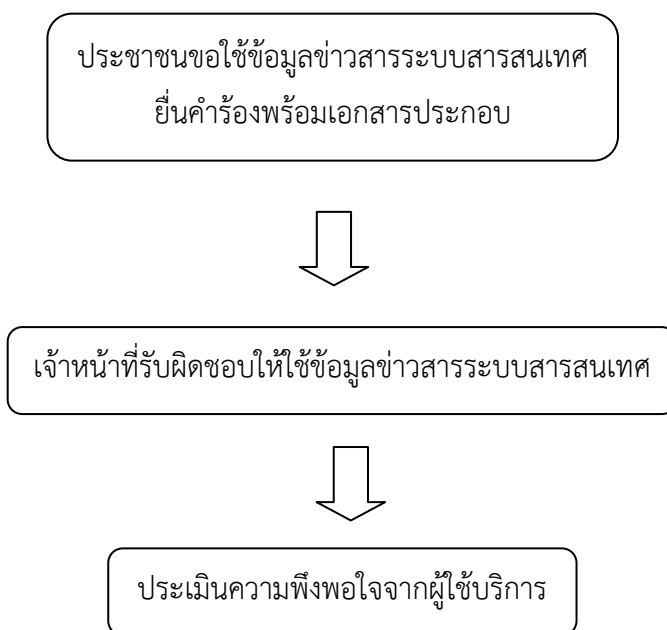 ประชาชนขอใช้ข้อมูลข่าวสารระบบสารสนเทศ
ยื่นคำร้องพร้อมเอกสารประกอบ
เจ้าหน้าที่รับผิดชอบให้ใช้ข้อมูลข่าวสารระบบสารสนเทศ
ประเมินความพึงพอใจจากผู้ใช้บริการ